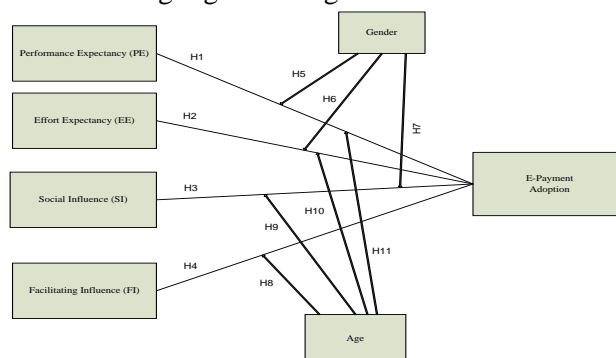 Gender
Performance Expectancy (PE)
H1
H5
H6
Effort Expectancy (EE)
H2
H7
E-Payment
Adoption
Social Influence (SI)
H3
H10
H9
H11
Facilitating Influence (FI)
H4
H8
Age